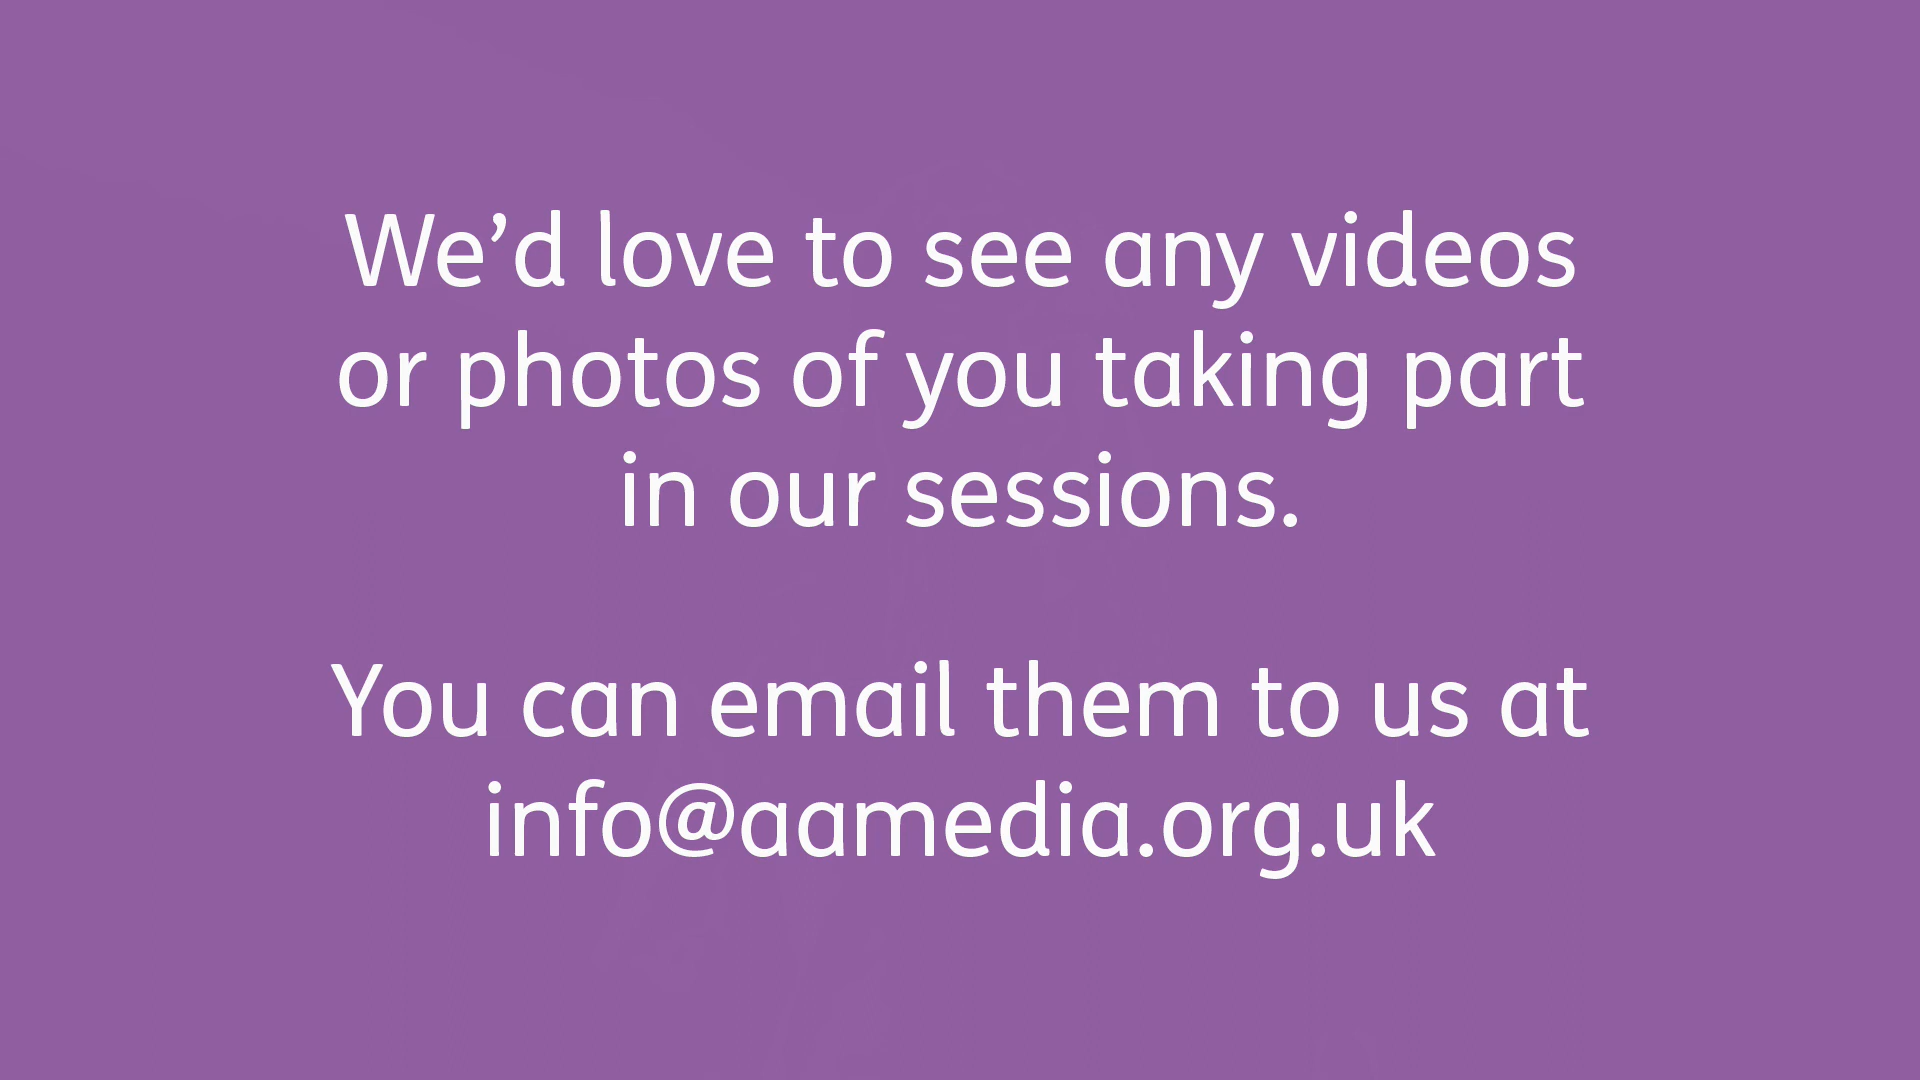 We’d love to see any videos
or photos of you taking part
in our sessions.
You can email them to us at
info@aamedia.org.uk